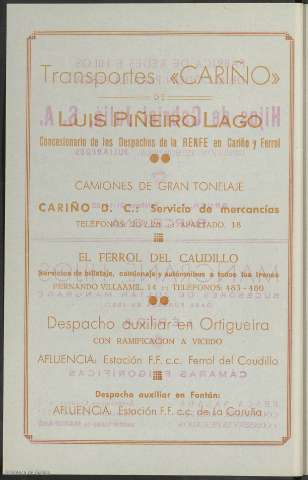 Transportes «CARIÑO»
DE
LUIS PIÑEIRO LAGO
Concesionario de los Despachos de la RENFE en Cariño y Ferrol
CAMIONES DE GRAN TONELAJE
CARIÑO D. C.: Servicio de mercancías
APARTADO, 18
EL FERROL DEL CAUDILLO
Servicios de billetaje, camionaje y autómnibus a todos los trenes
FERNANDO VILLAAMIL, 14 :: TELÉFONOS: 483 - 480
Despacho auxiliar en Ortigueira
CON RAMIFICACIÓN A VICEDO
AFLUENCIA: Estación F.F. c.c. Ferrol del Caudillo
Despacho auxiliar en Fontán:
AFLUENCIA: Estación F.F. c.c. de La Coruña